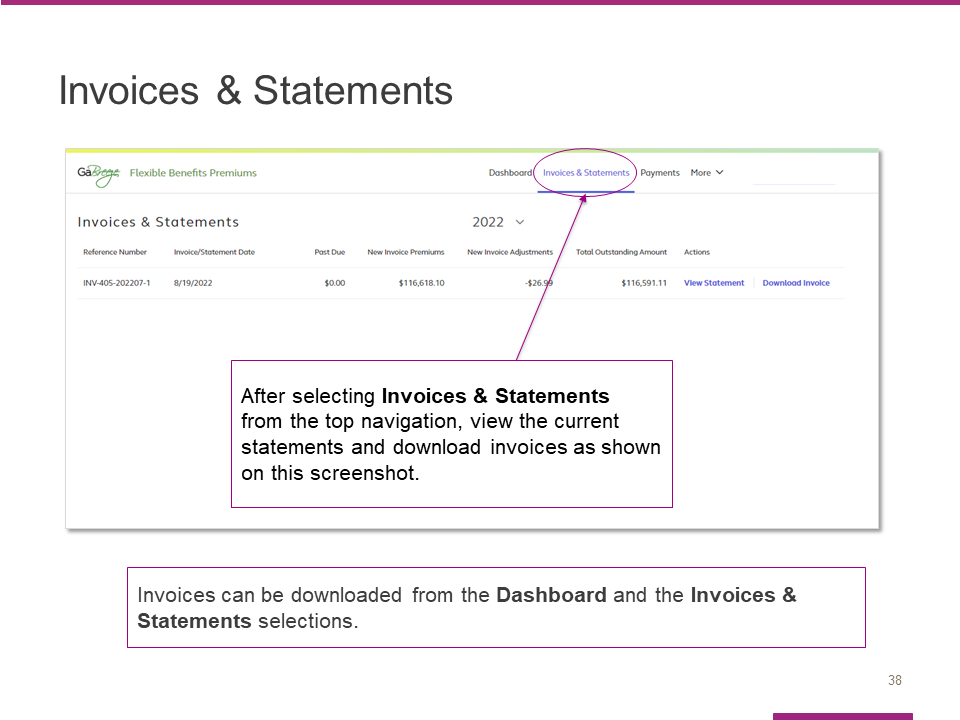 Invoices & Statements
GaBreeze Flexible Benefits Premiums Dashboard Invoices & Statements Payments More
Invoices & Statements 2022
Reference Number Invoice/Statement Date Past Due New Invoice Premiums New Invoice Adjustments Total Outstanding Amount Actions
INV-405-202207-1 8/19/2022 $0.00 $116,618.10 -$26.99 $116,591.11 View Statement Download Invoice
After selecting Invoices & Statements
from the top navigation, view the current
statements and download invoices as shown
on this screenshot.
Invoices can be downloaded from the Dashboard and the Invoices &
Statements selections.
38